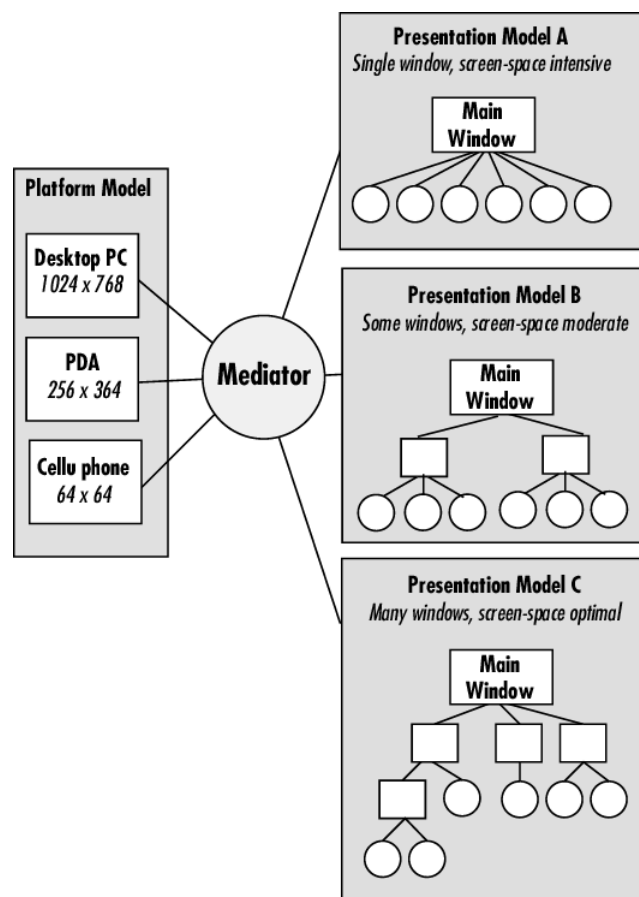 Platform Model
Desktop PC
1024 x 768
PDA
256 x 364
Cellu phone
64 x 64
Mediator
Presentation Model A
Single window, screen-space intensive
Main
Window
Presentation Model B
Some windows, screen-space moderate
Main
Window
Presentation Model C
Many windows, screen-space optimal
Main
Window